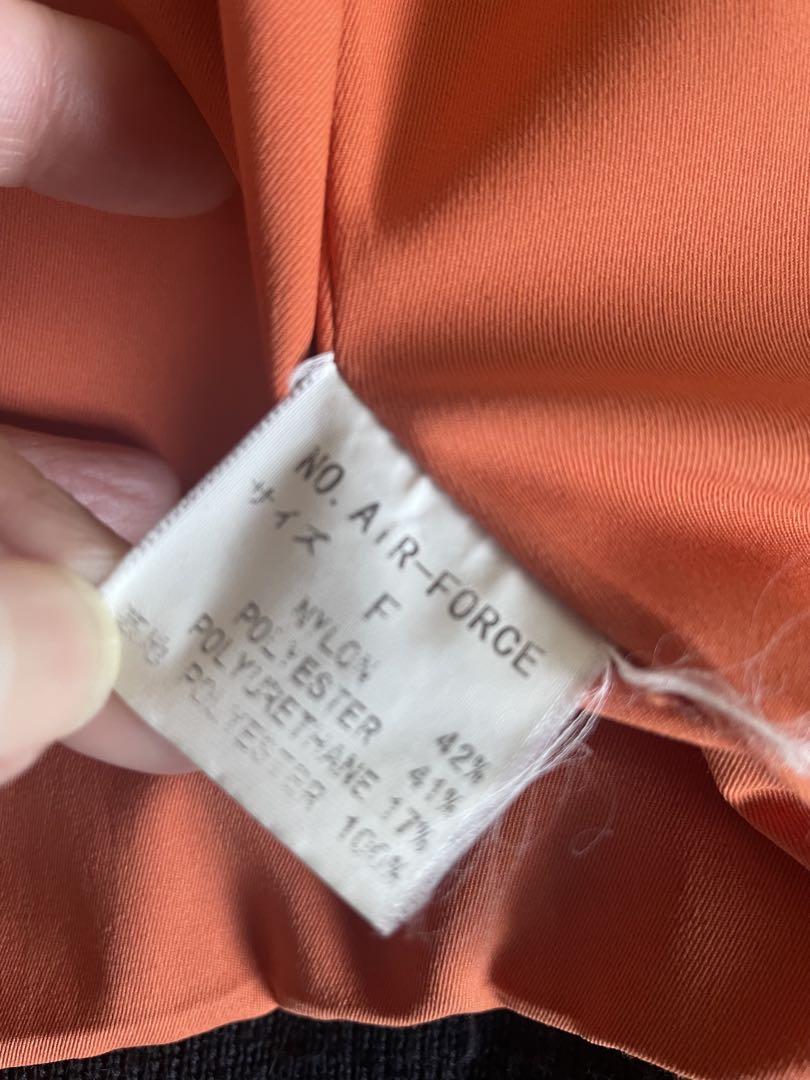 NO. AiR-FORCE
サイズ F
NYLON 42%
POLYESTER 41%
POLYURETHANE 17%
POLYESTER 100%